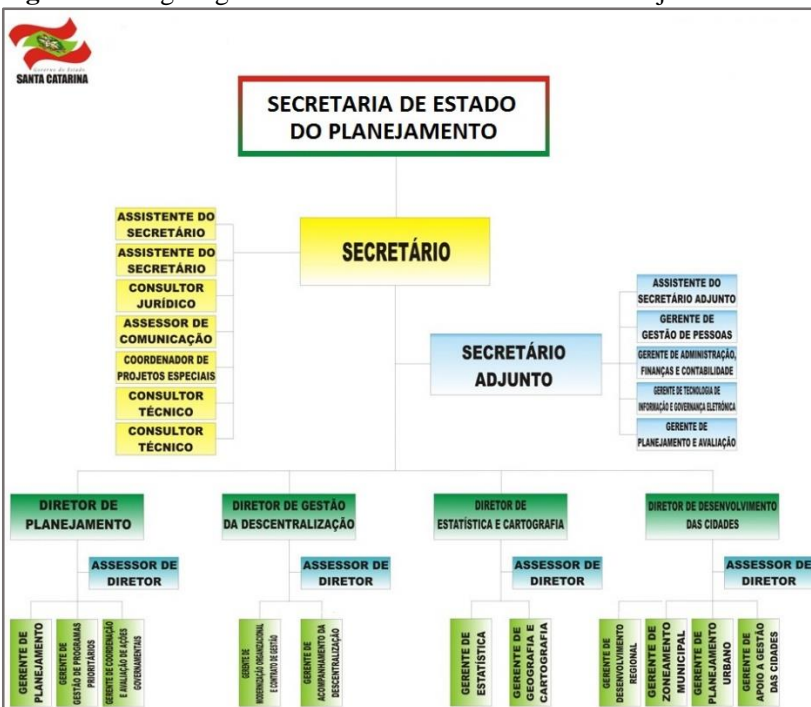 Governo do Estado
SANTA CATARINA
SECRETARIA DE ESTADO
DO PLANEJAMENTO
SECRETÁRIO
ASSISTENTE DO
SECRETÁRIO
ASSISTENTE DO
SECRETÁRIO
CONSULTOR
JURÍDICO
ASSESSOR DE
COMUNICAÇÃO
COORDENADOR DE
PROJETOS ESPECIAIS
CONSULTOR
TÉCNICO
CONSULTOR
TÉCNICO
SECRETÁRIO
ADJUNTO
ASSISTENTE DO
SECRETÁRIO ADJUNTO
GERENTE DE
GESTÃO DE PESSOAS
GERENTE DE ADMINISTRAÇÃO,
FINANÇAS E CONTABILIDADE
GERENTE DE TECNOLOGIA DE
INFORMAÇÃO E GOVERNANÇA ELETRÔNICA
GERENTE DE
PLANEJAMENTO E AVALIAÇÃO
DIRETOR DE
PLANEJAMENTO
ASSESSOR DE
DIRETOR
GERENTE DE
PLANEJAMENTO
GERENTE DE
GESTÃO DE PROGRAMAS
PRIORITÁRIOS
GERENTE DE COORDENAÇÃO
E AVALIAÇÃO DE AÇÕES
GOVERNAMENTAIS
DIRETOR DE GESTÃO
DA DESCENTRALIZAÇÃO
ASSESSOR DE
DIRETOR
GERENTE DE
MODERNIZAÇÃO ORGANIZACIONAL
E CONTRATO DE GESTÃO
GERENTE DE
ACOMPANHAMENTO DA
DESCENTRALIZAÇÃO
DIRETOR DE
ESTATÍSTICA E CARTOGRAFIA
ASSESSOR DE
DIRETOR
GERENTE DE
ESTATÍSTICA
GERENTE DE
GEOGRAFIA E
CARTOGRAFIA
DIRETOR DE DESENVOLVIMENTO
DAS CIDADES
ASSESSOR DE
DIRETOR
GERENTE DE
DESENVOLVIMENTO
REGIONAL
GERENTE DE
ZONEAMENTO
MUNICIPAL
GERENTE DE
PLANEJAMENTO
URBANO
GERENTE DE
APOIO A GESTÃO
DAS CIDADES